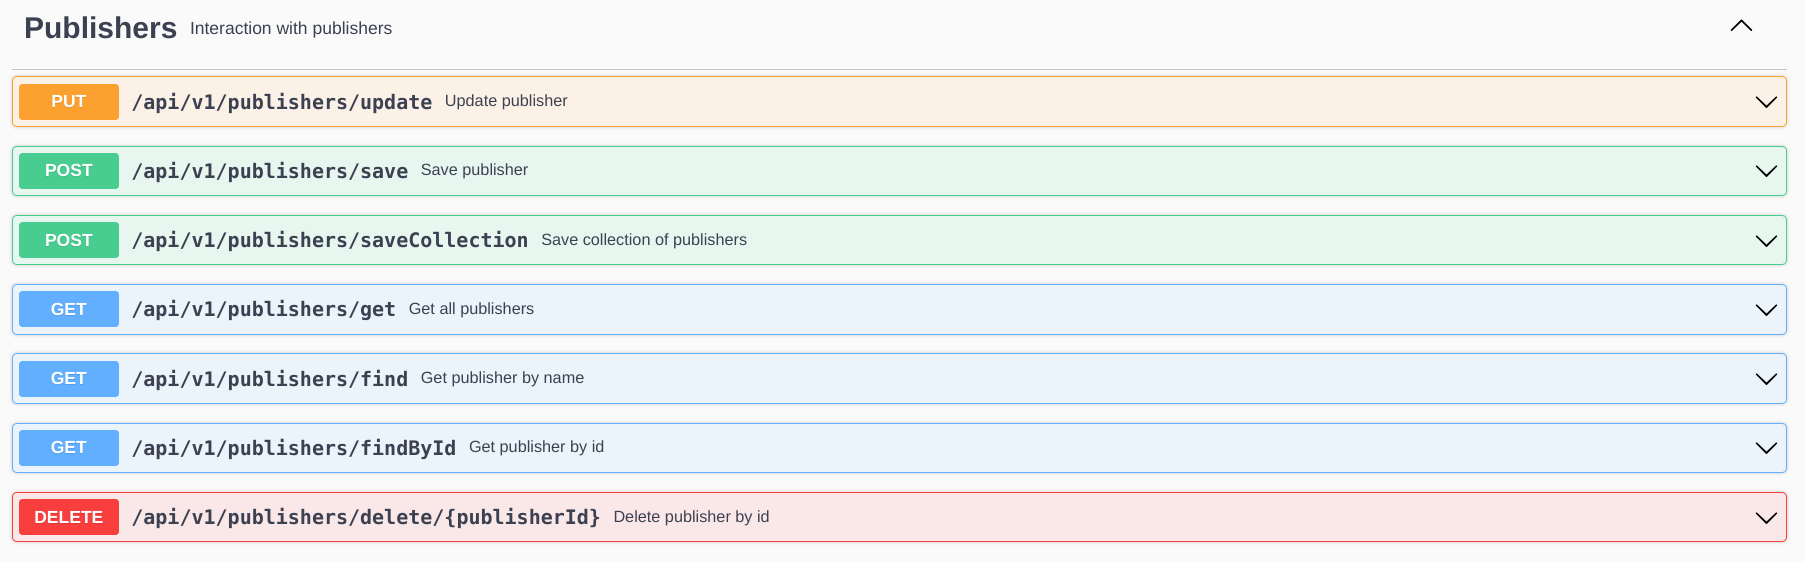 Publishers Interaction with publishers
PUT /api/v1/publishers/update Update publisher
POST /api/v1/publishers/save Save publisher
POST /api/v1/publishers/saveCollection Save collection of publishers
GET /api/v1/publishers/get Get all publishers
GET /api/v1/publishers/find Get publisher by name
GET /api/v1/publishers/findById Get publisher by id
DELETE /api/v1/publishers/delete/{publisherId} Delete publisher by id